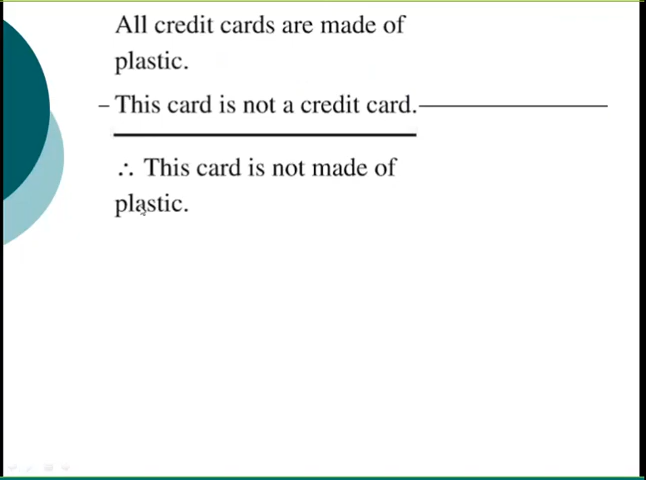 All credit cards are made of
plastic.
– This card is not a credit card.
∴ This card is not made of
plastic.